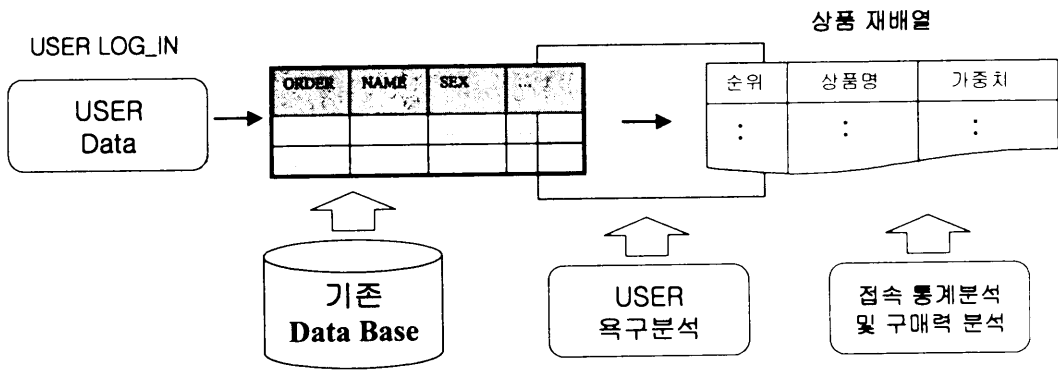 상품 재배열
USER LOG_IN
USER
Data
ORDER NAME SEX ...
순위 상품명 가중치
: : :
기존
Data Base
USER
욕구분석
접속 통계분석
및 구매력 분석